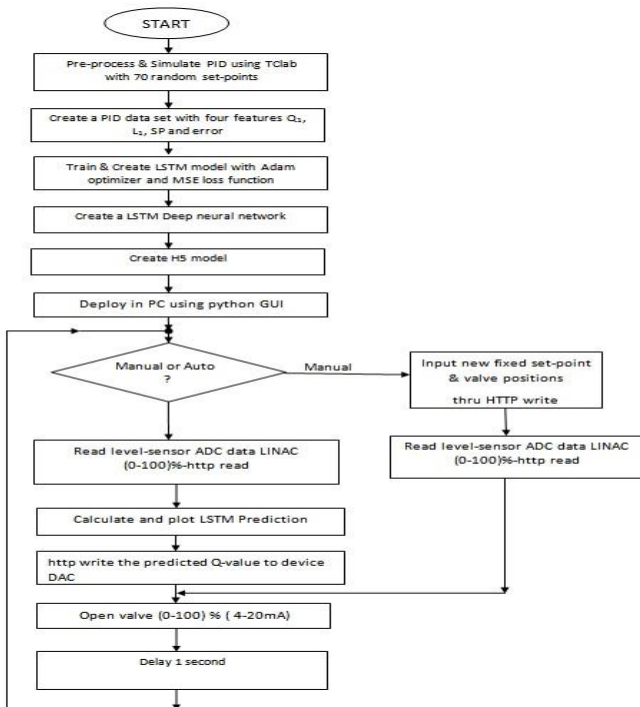 START
Pre-process & Simulate PID using TClab
with 70 random set-points
Create a PID data set with four features Q₁,
L₁, SP and error
Train & Create LSTM model with Adam
optimizer and MSE loss function
Create a LSTM Deep neural network
Create H5 model
Deploy in PC using python GUI
Manual or Auto
?
Manual
Input new fixed set-point
& valve positions
thru HTTP write
Read level-sensor ADC data LINAC
(0-100)%-http read
Read level-sensor ADC data LINAC
(0-100)%-http read
Calculate and plot LSTM Prediction
http write the predicted Q-value to device
DAC
Open valve (0-100) % ( 4-20mA)
Delay 1 second